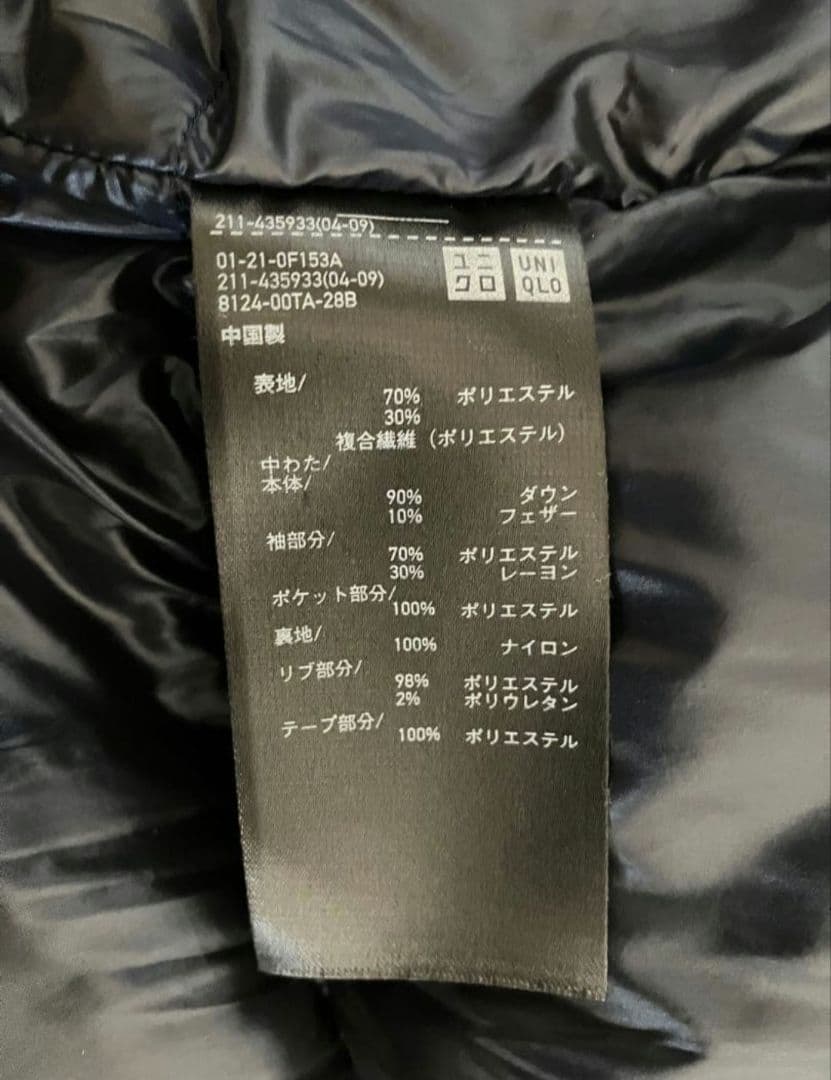 211-435933(04-09)
01-21-0F153A
211-435933(04-09)
8124-00TA-28B
ユニ
クロ
UNI
QLO
中国製
表地/
70% ポリエステル
30%
複合繊維（ポリエステル）
中わた/
本体/
90% ダウン
10% フェザー
袖部分/
70% ポリエステル
30% レーヨン
ポケット部分/
100% ポリエステル
裏地/
100% ナイロン
リブ部分/
98% ポリエステル
2% ポリウレタン
テープ部分/
100% ポリエステル